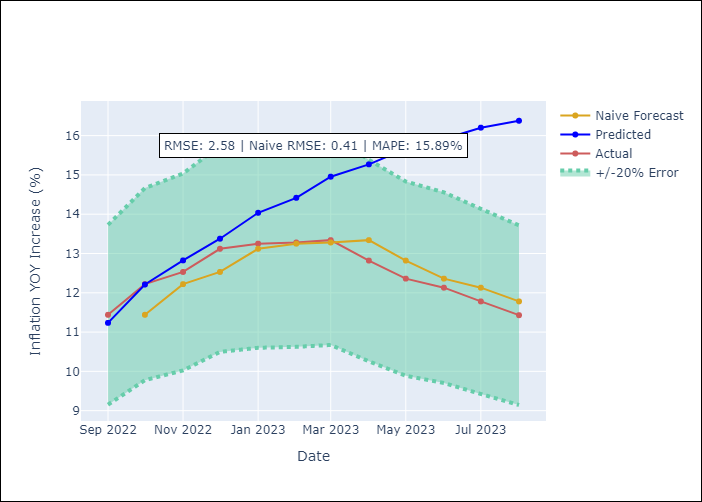 RMSE: 2.58 | Naive RMSE: 0.41 | MAPE: 15.89%
Naive Forecast
Predicted
Actual
+/-20% Error
Inflation YOY Increase (%)
16
15
14
13
12
11
10
9
Sep 2022 Nov 2022 Jan 2023 Mar 2023 May 2023 Jul 2023
Date